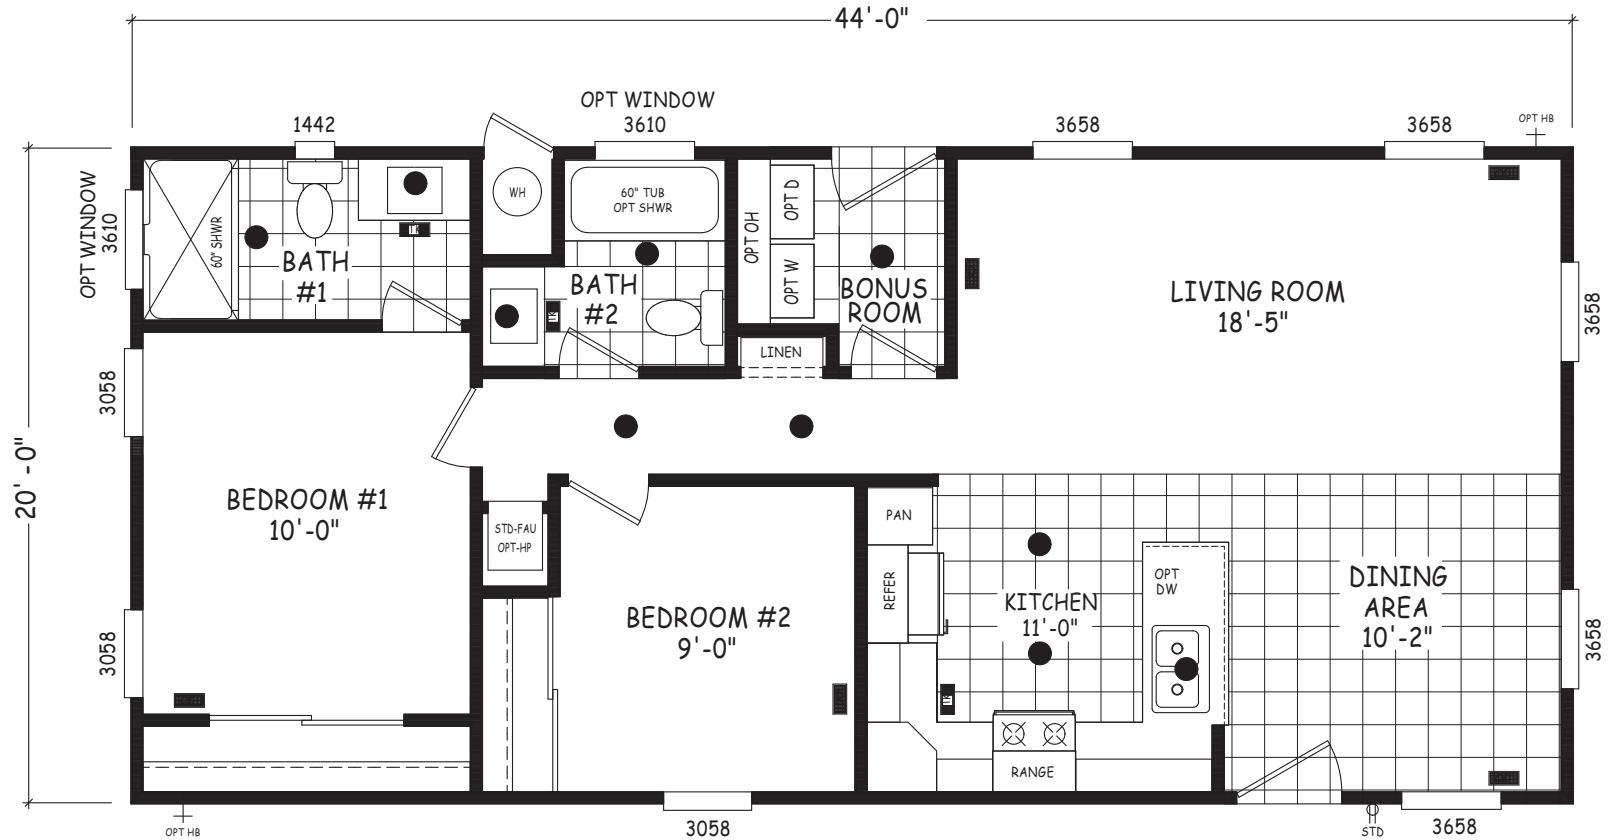 44'-0"
OPT WINDOW
1442
3610
3658
3658
OPT HB
OPT WINDOW
3610
60" SHWR
BATH
#1
TK
WH
60" TUB
OPT SHWR
BATH
#2
TK
OPT OH
OPT D
OPT W
BONUS
ROOM
LINEN
LIVING ROOM
18'-5"
3658
3058
20'-0"
BEDROOM #1
10'-0"
STD-FAU
OPT-HP
BEDROOM #2
9'-0"
PAN
REFER
KITCHEN
11'-0"
TK
RANGE
OPT
DW
DINING
AREA
10'-2"
3658
3058
OPT HB
3058
STD
3658